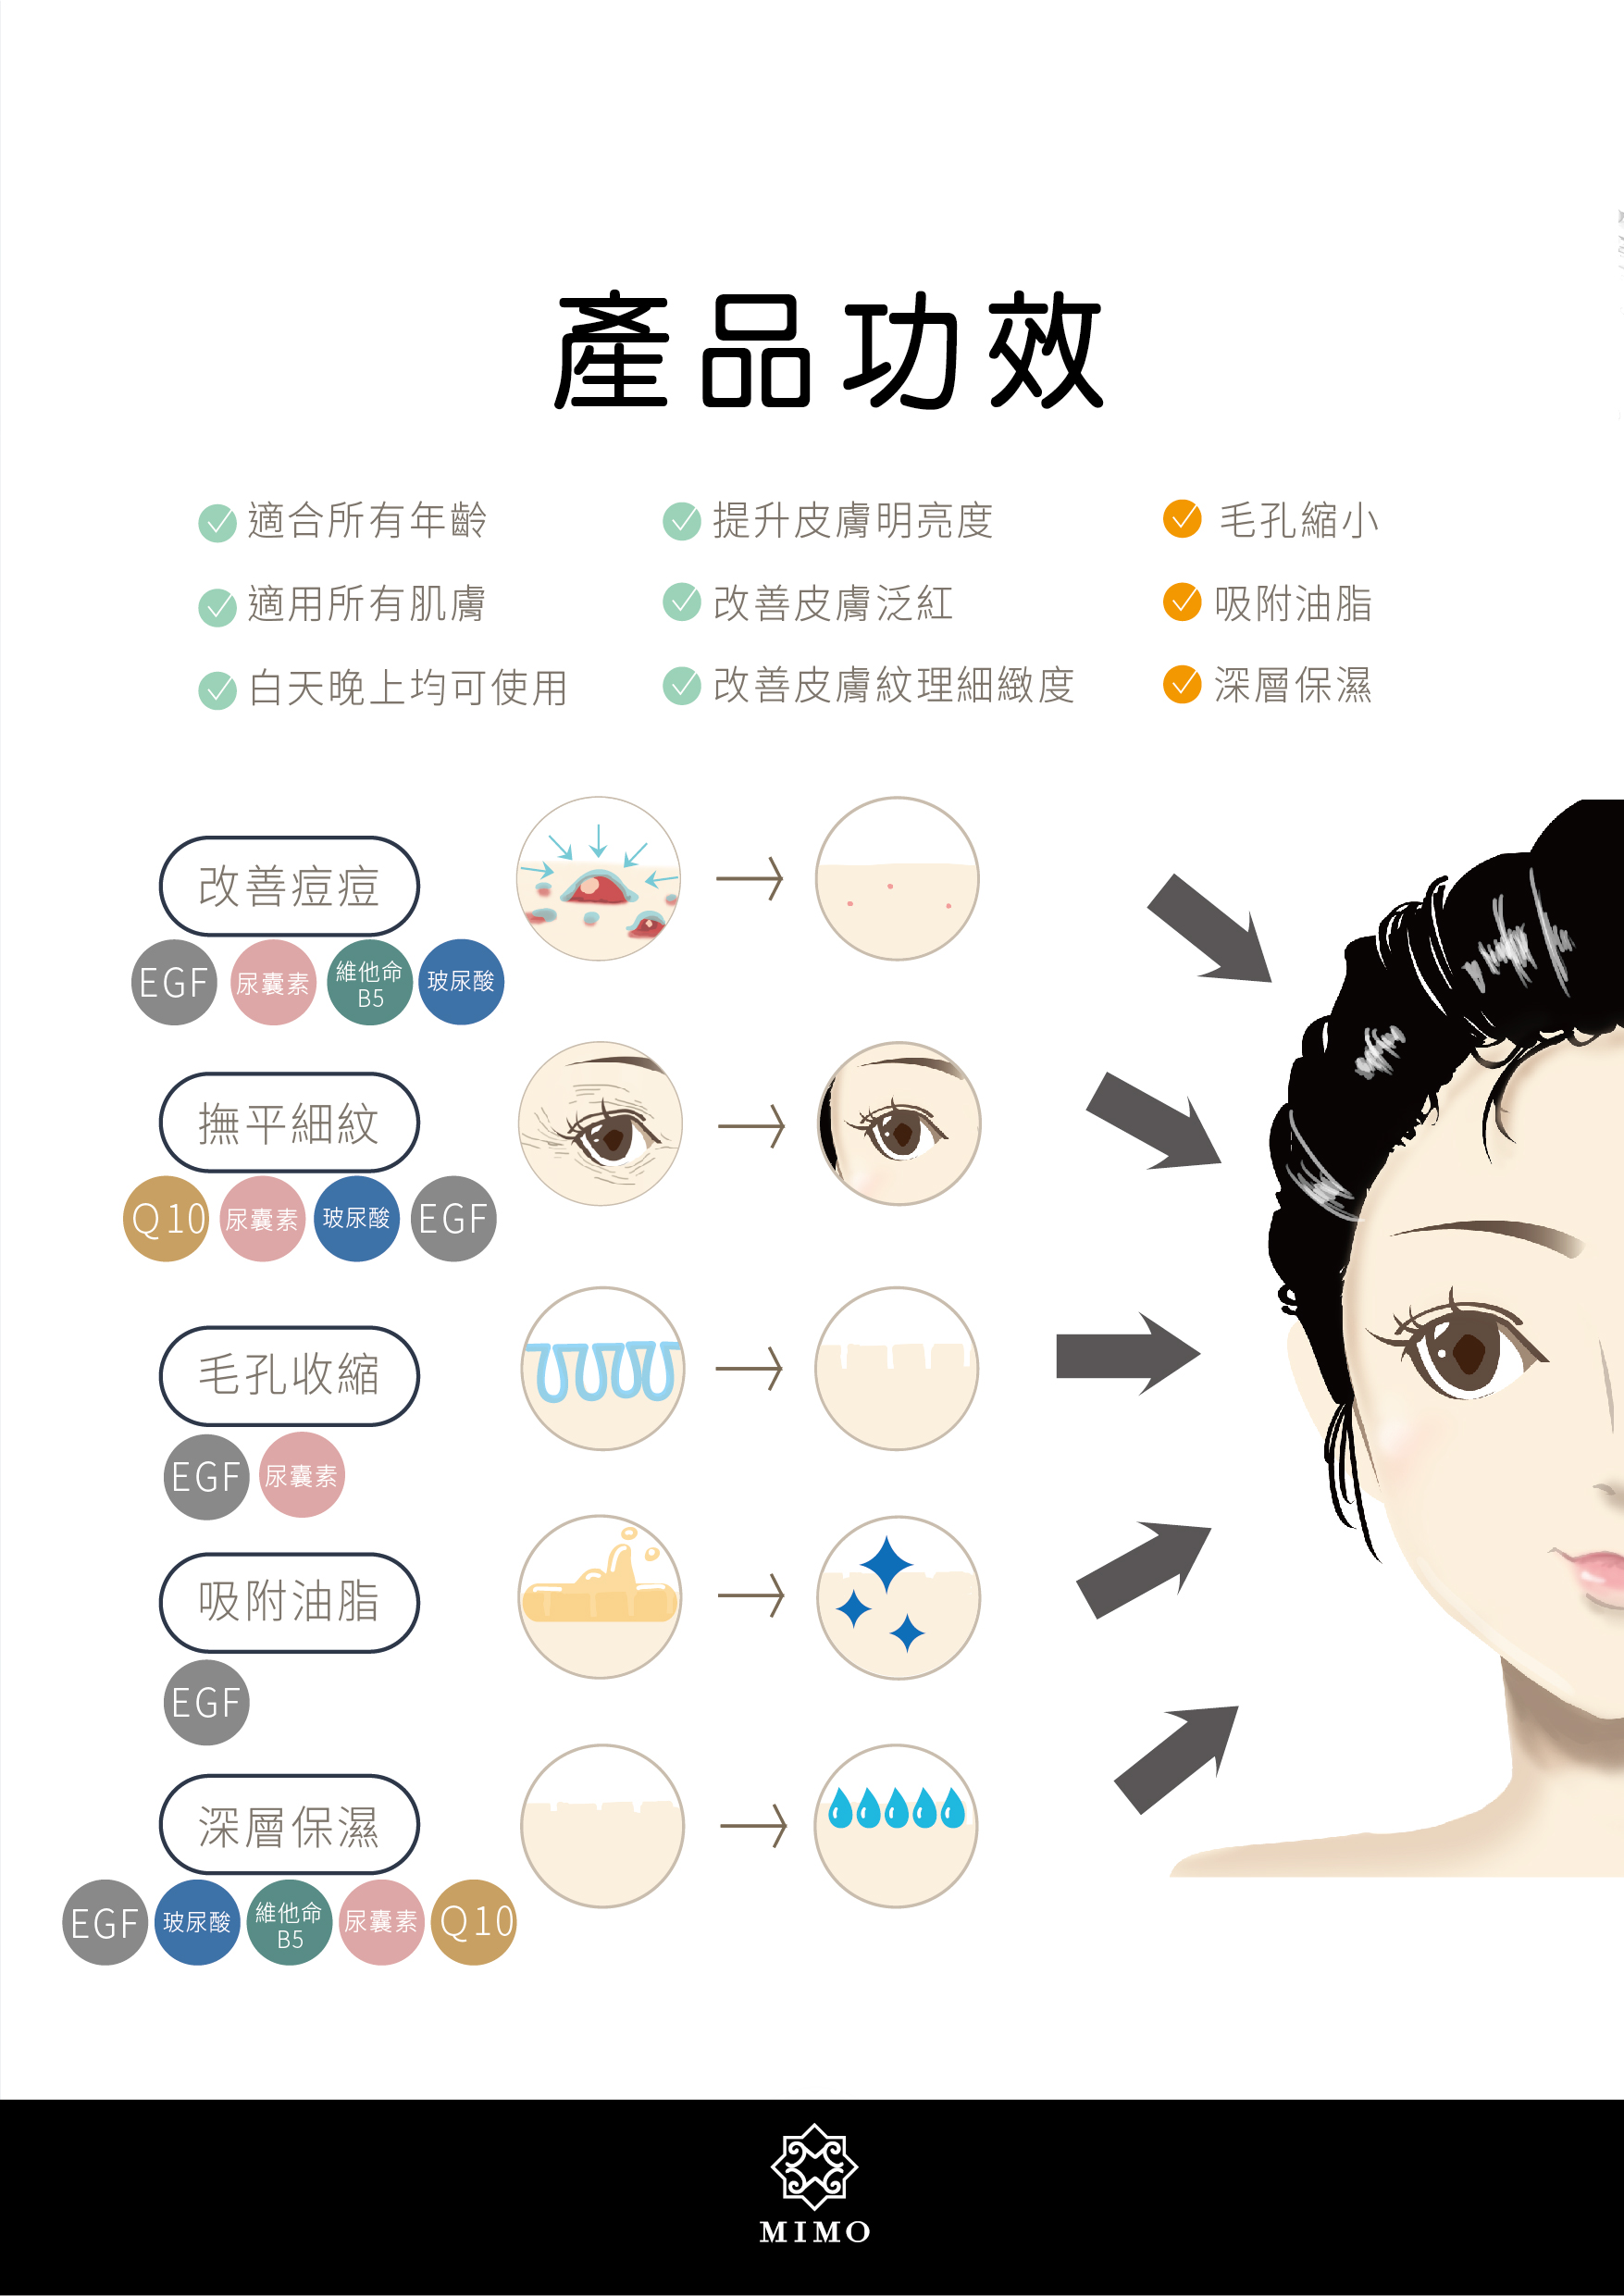 產品功效
適合所有年齡
提升皮膚明亮度
毛孔縮小
適用所有肌膚
改善皮膚泛紅
吸附油脂
白天晚上均可使用
改善皮膚紋理細緻度
深層保濕
改善痘痘
EGF
尿囊素
維他命
B5
玻尿酸
撫平細紋
Q10
尿囊素
玻尿酸
EGF
毛孔收縮
EGF
尿囊素
吸附油脂
EGF
深層保濕
EGF
玻尿酸
維他命
B5
尿囊素
Q10
MIMO